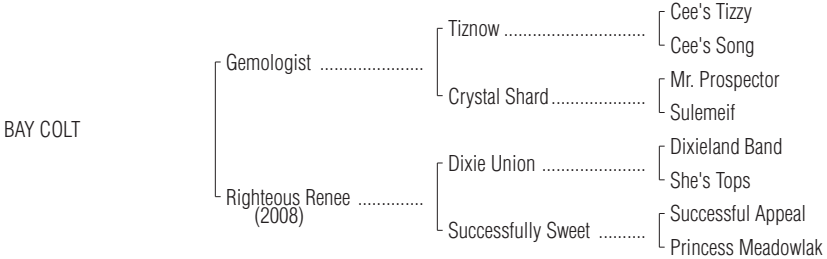 Cee's Tizzy
Tiznow ..............................
Cee's Song
Gemologist ......................
Mr. Prospector
Crystal Shard....................
Sulemeif
BAY COLT
Dixieland Band
Dixie Union ......................
She's Tops
Righteous Renee ..............
(2008)
Successful Appeal
Successfully Sweet ..........
Princess Meadowlak